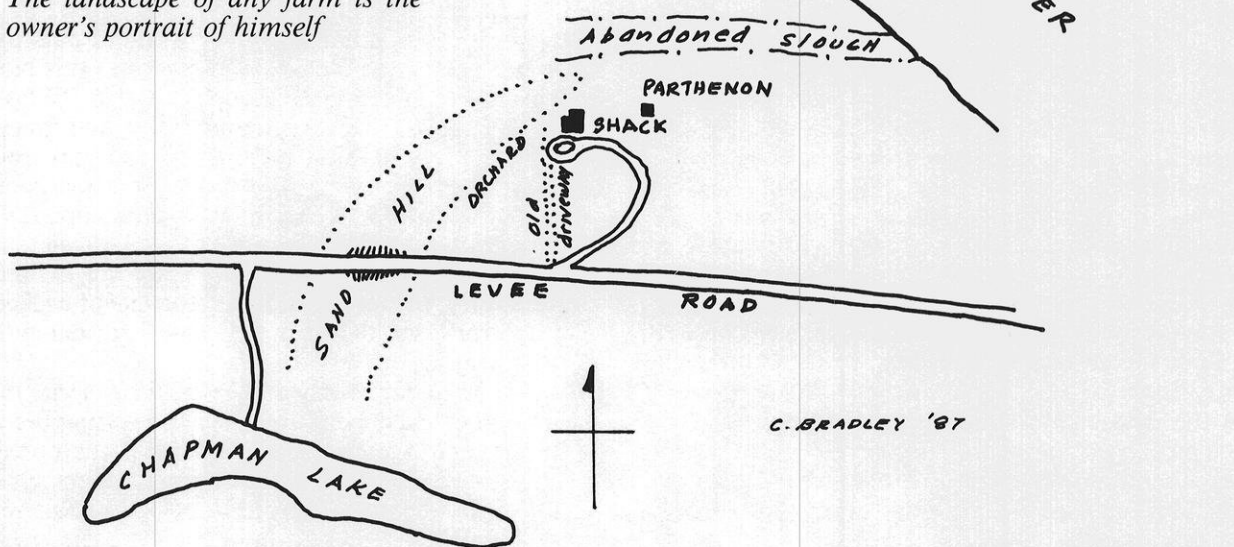 The landscape of any farm is the
owner's portrait of himself
ER
Abandoned SLOUGH
PARTHENON
SHACK
HILL
ORCHARD
Old
driveway
LEVEE ROAD
SAND
C. BRADLEY '87
CHAPMAN LAKE